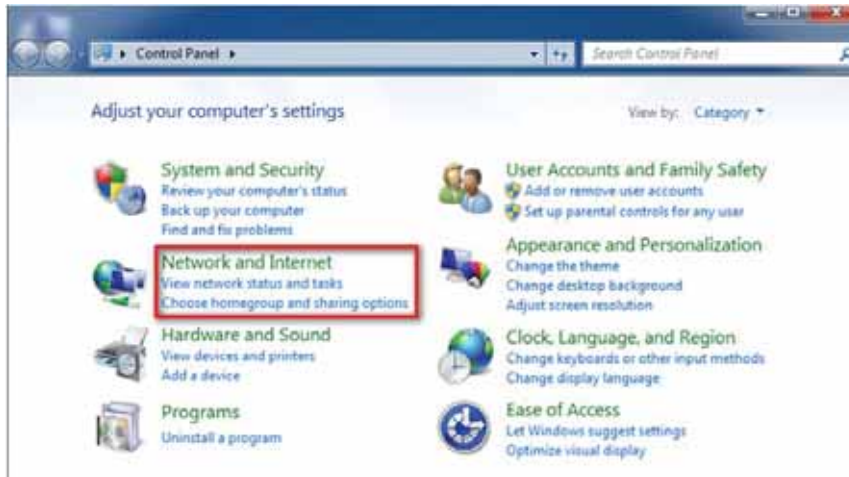 Control Panel
Search Control Panel
Adjust your computer's settings
View by: Category
System and Security
Review your computer's status
Back up your computer
Find and fix problems
Network and Internet
View network status and tasks
Choose homegroup and sharing options
Hardware and Sound
View devices and printers
Add a device
Programs
Uninstall a program
User Accounts and Family Safety
Add or remove user accounts
Set up parental controls for any user
Appearance and Personalization
Change the theme
Change desktop background
Adjust screen resolution
Clock, Language, and Region
Change keyboards or other input methods
Change display language
Ease of Access
Let Windows suggest settings
Optimize visual display